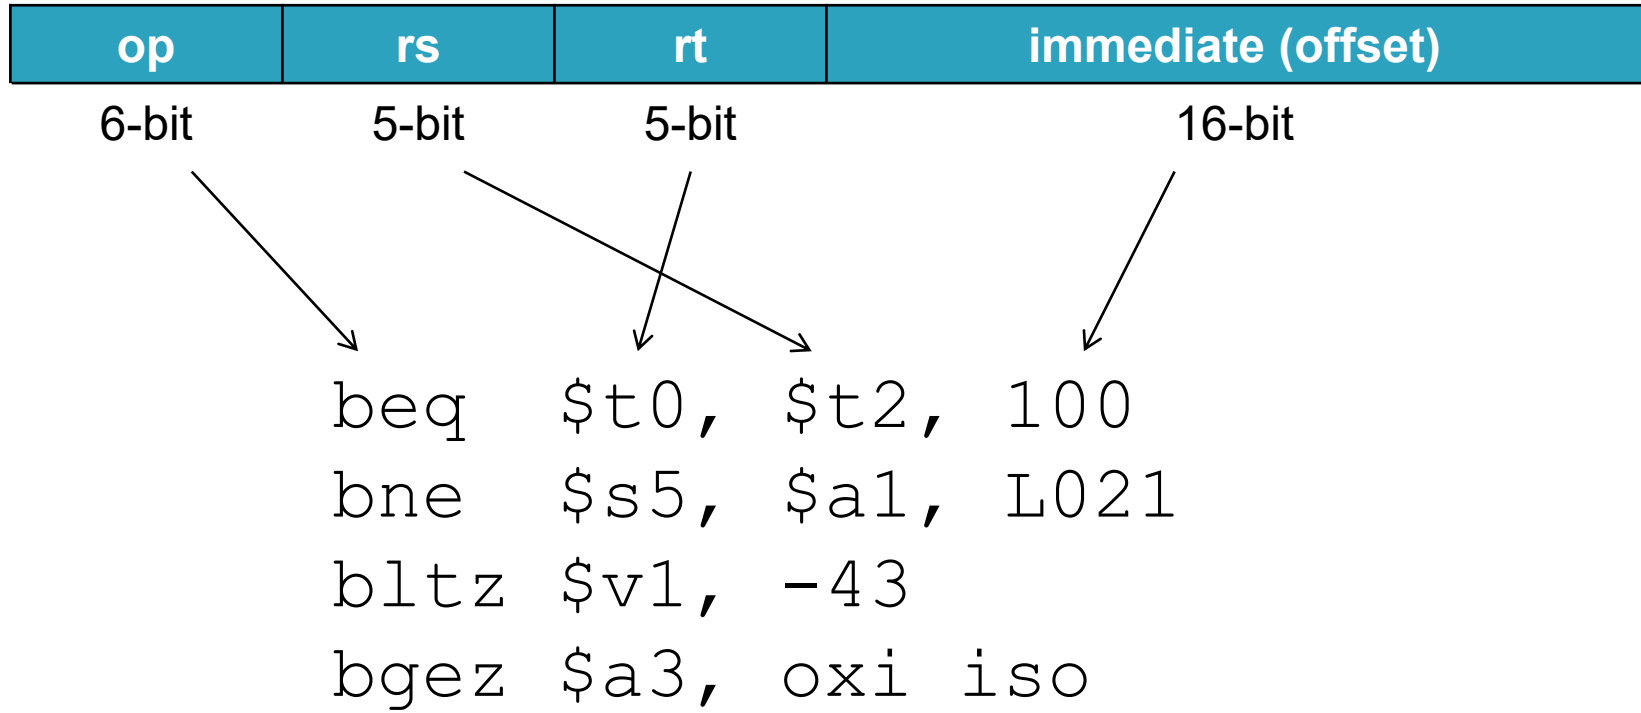 op rs rt immediate (offset)
6-bit 5-bit 5-bit 16-bit
beq $t0, $t2, 100
bne $s5, $a1, L021
bltz $v1, -43
bgez $a3, oxi iso